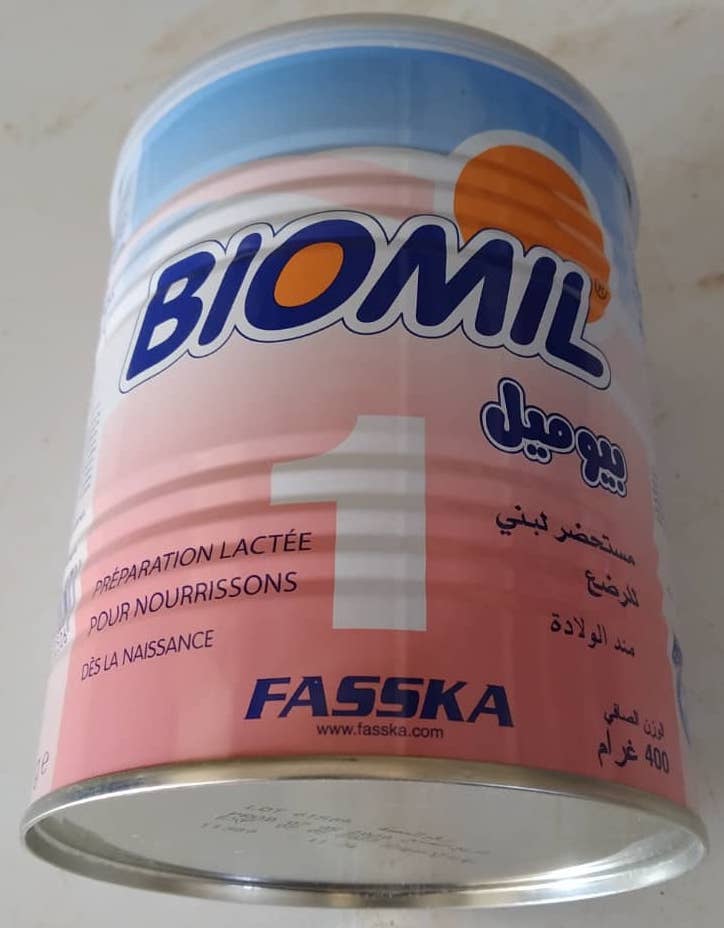 BIOMIL®
بيوميل
1
مستحضر لبني
للرضع
مند الولادة
PRÉPARATION LACTÉE
POUR NOURRISSONS
DÈS LA NAISSANCE
FASSKA
www.fasska.com
الوزن الصافي
400 غرام